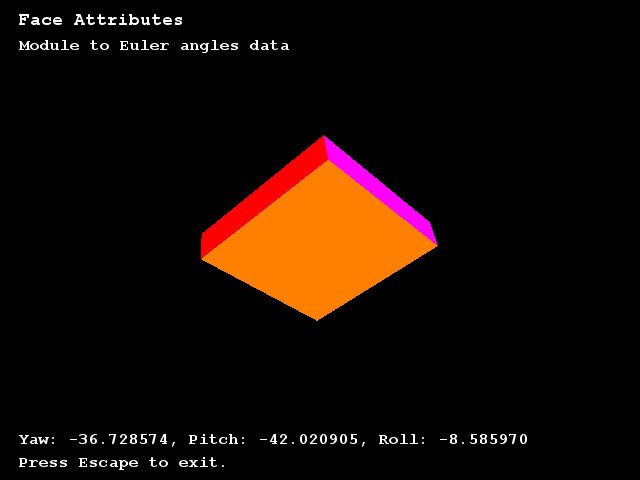 Face Attributes
Module to Euler angles data
Yaw: -36.728574, Pitch: -42.020905, Roll: -8.585970
Press Escape to exit.